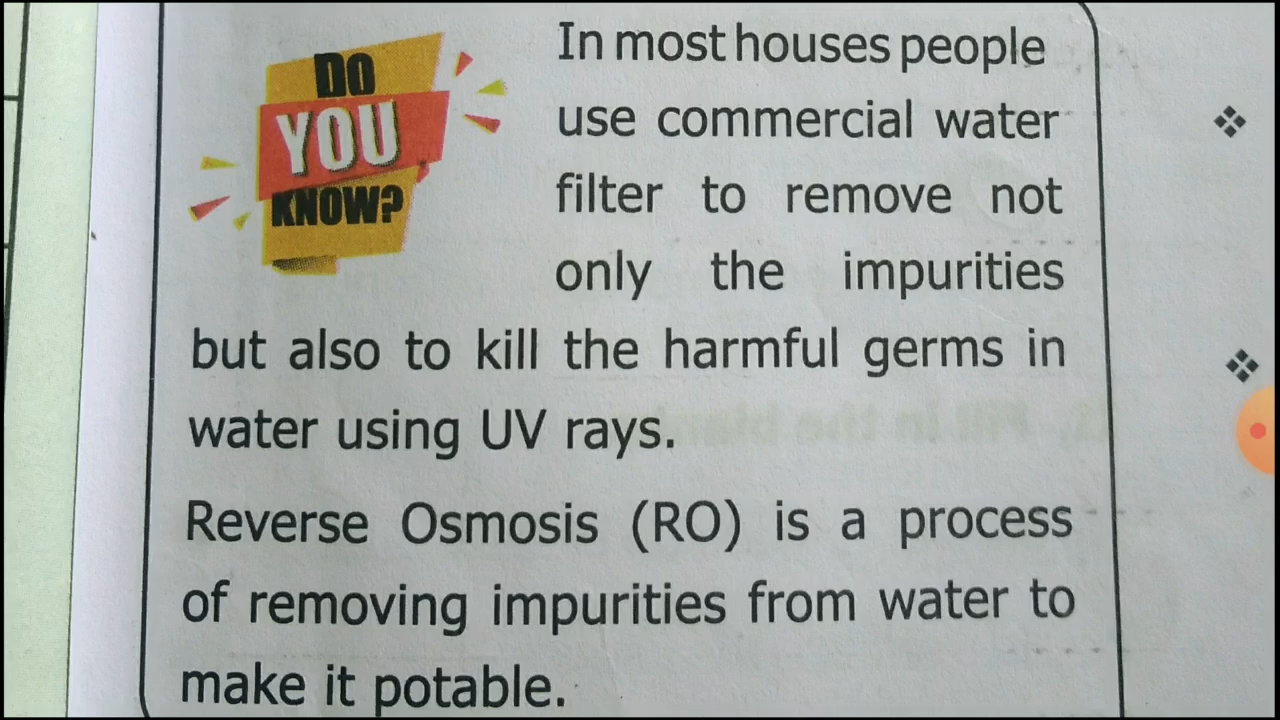 DO
YOU
KNOW?
In most houses people
use commercial water
filter to remove not
only the impurities
but also to kill the harmful germs in
water using UV rays.
Reverse Osmosis (RO) is a process
of removing impurities from water to
make it potable.